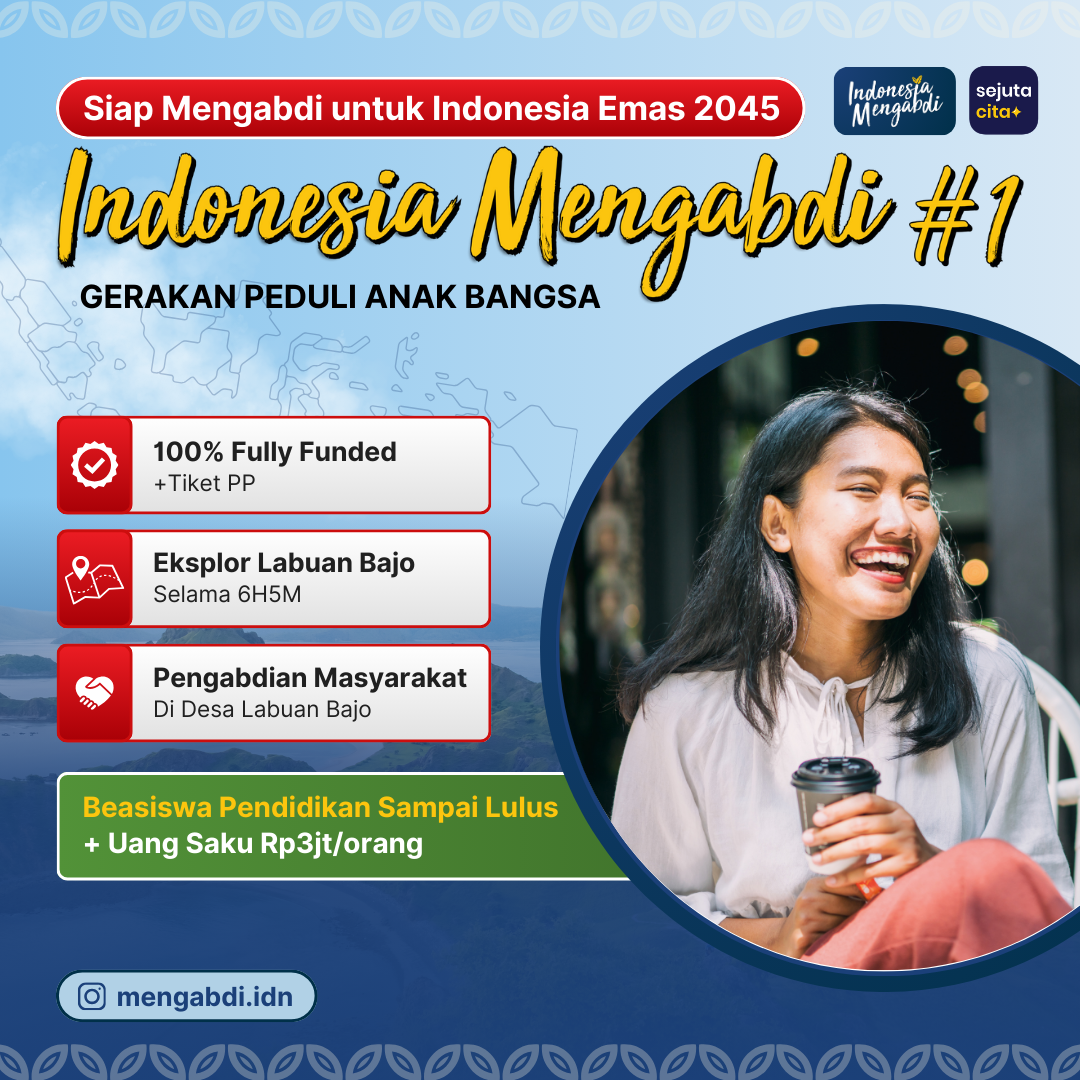 Siap Mengabdi untuk Indonesia Emas 2045
Indonesia
Mengabdi
sejuta
cita
Indonesia Mengabdi #1
GERAKAN PEDULI ANAK BANGSA
100% Fully Funded
+Tiket PP
Eksplor Labuan Bajo
Selama 6H5M
Pengabdian Masyarakat
Di Desa Labuan Bajo
Beasiswa Pendidikan Sampai Lulus
+ Uang Saku Rp3jt/orang
mengabdi.idn